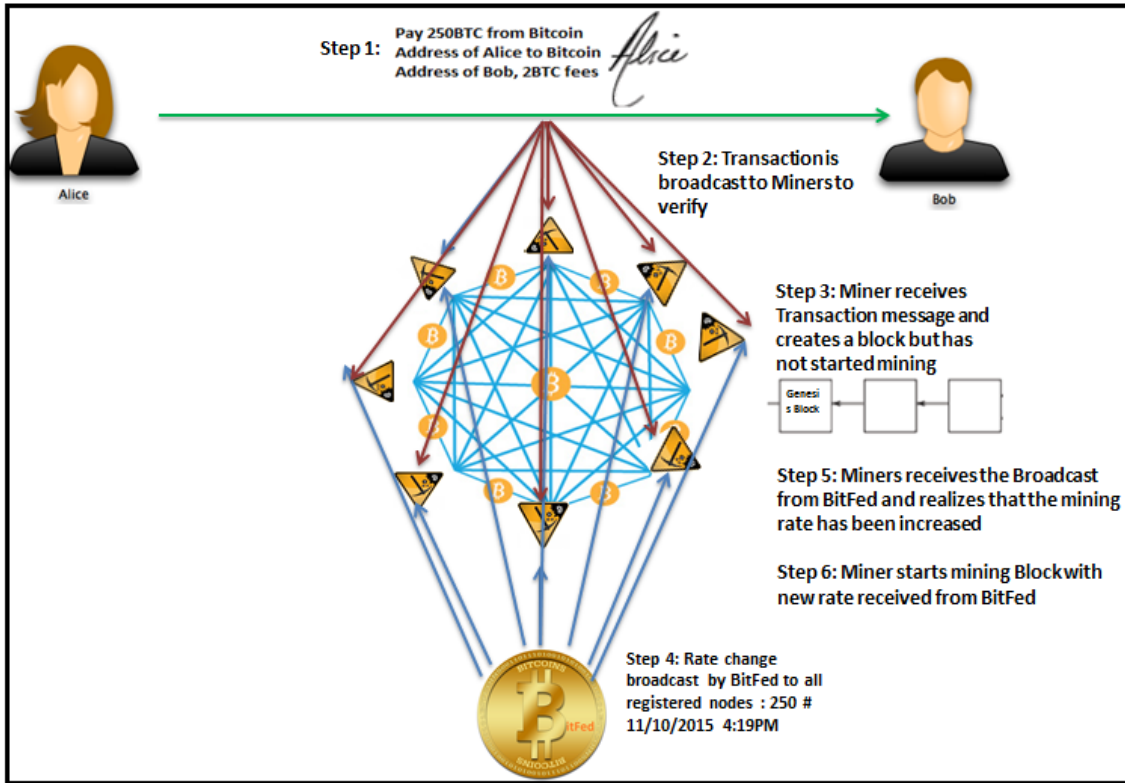 Step 1:
Pay 250BTC from Bitcoin
Address of Alice to Bitcoin
Address of Bob, 2BTC fees
Alice
Alice
Bob
Step 2: Transaction is
broadcast to Miners to
verify
Step 3: Miner receives
Transaction message and
creates a block but has
not started mining
Genesi
s Block
Step 5: Miners receives the Broadcast
from BitFed and realizes that the mining
rate has been increased
Step 6: Miner starts mining Block with
new rate received from BitFed
Step 4: Rate change
broadcast by BitFed to all
registered nodes : 250 #
11/10/2015 4:19PM
BITCOINS
BitFed